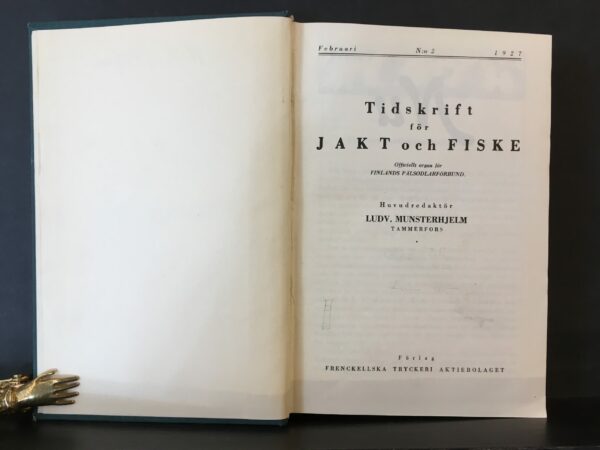 Februari N:o 2 1927
Tidskrift
för
JAKT och FISKE
Officiells organ för
FINLANDS PÄLSODLARFÖRBUND.
Huvudredaktör
LUDV. MUNSTERHJELM
TAMMERFORS
Förlag
FRENCKELLSKA TRYCKERI AKTIEBOLAGET